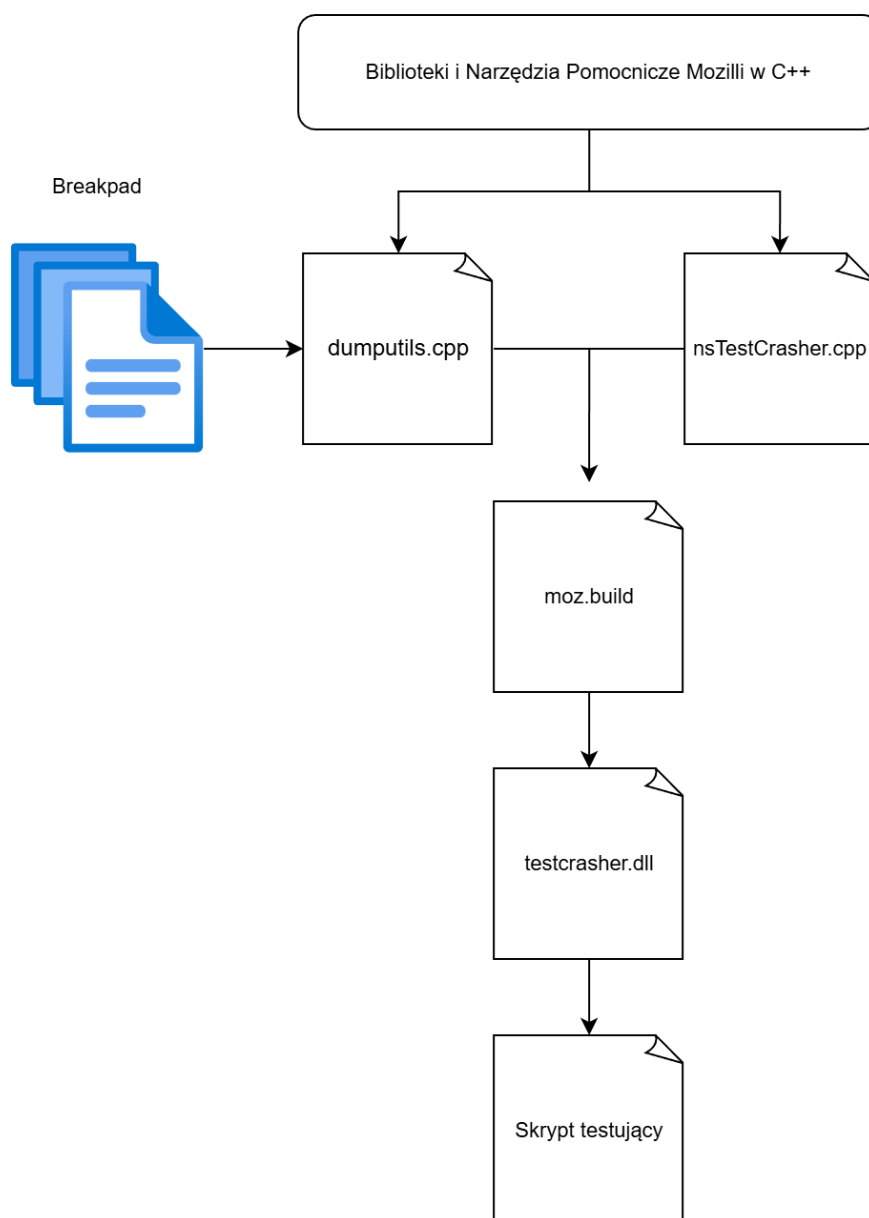 Biblioteki i Narzędzia Pomocnicze Mozilli w C++
Breakpad
dumputils.cpp
nsTestCrasher.cpp
moz.build
testcrasher.dll
Skrypt testujący